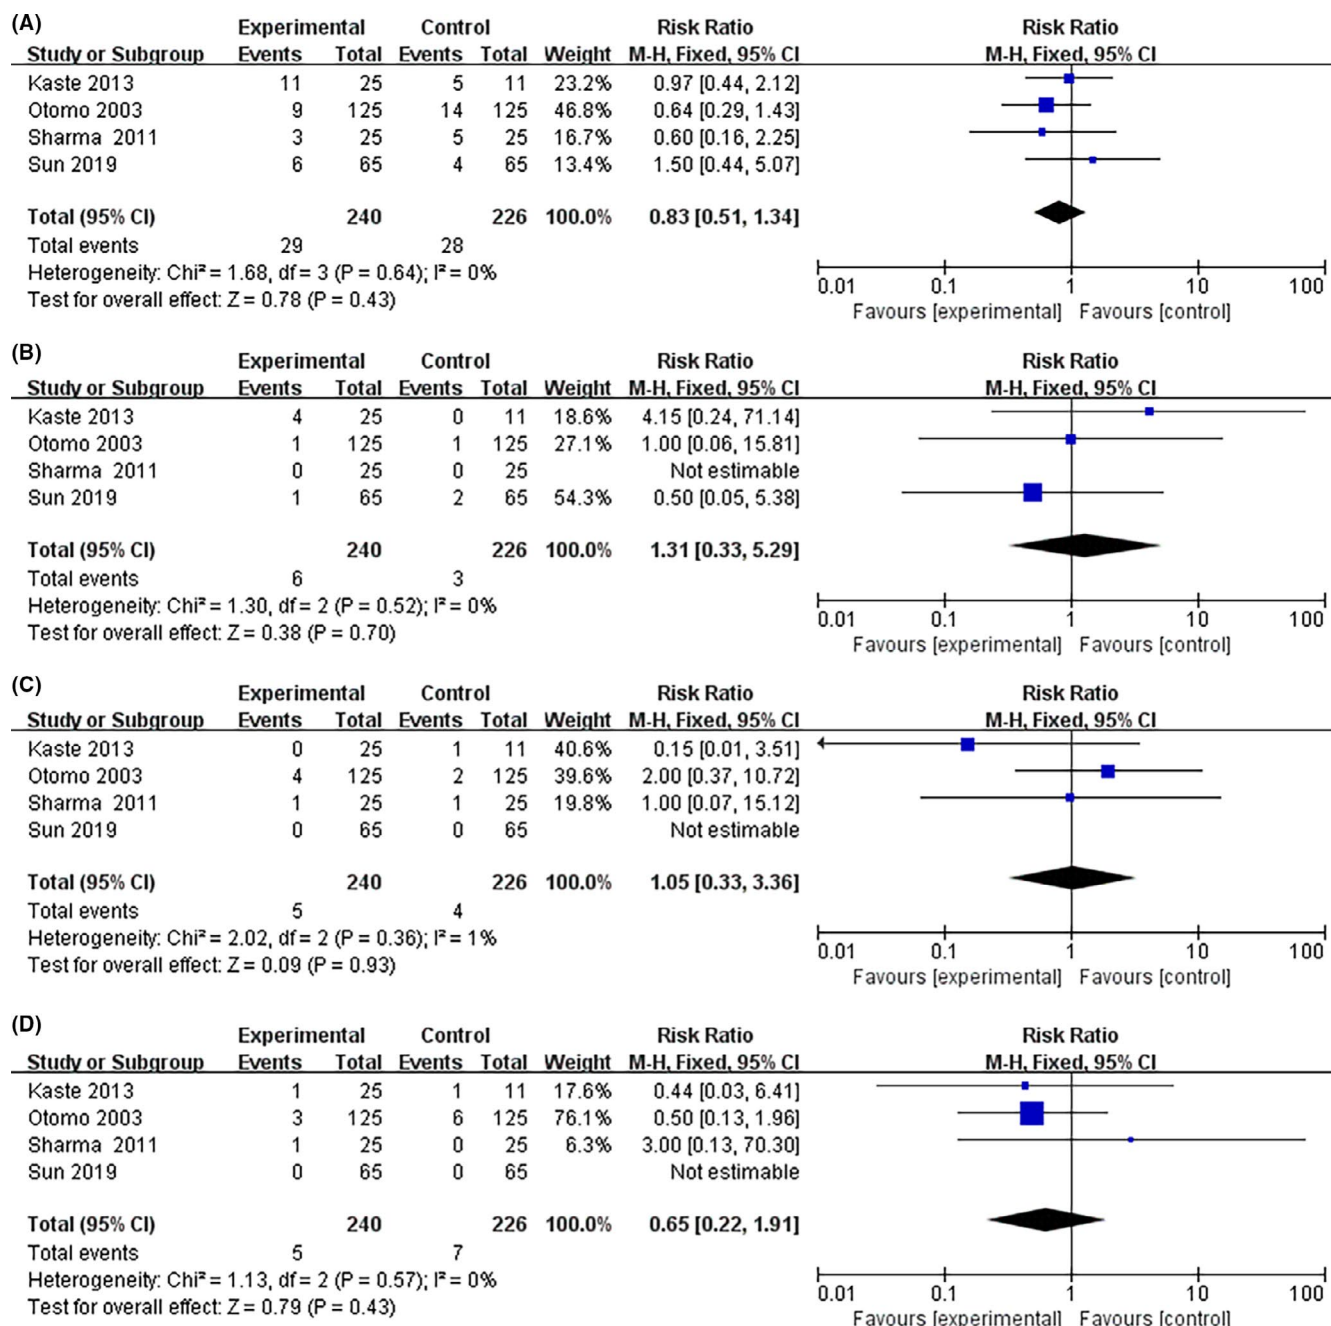 (A)
Experimental Control Risk Ratio Risk Ratio
Study or Subgroup Events Total Events Total Weight M-H, Fixed, 95% CI M-H, Fixed, 95% CI
Kaste 2013 11 25 5 11 23.2% 0.97 [0.44, 2.12]
Otomo 2003 9 125 14 125 46.8% 0.64 [0.29, 1.43]
Sharma 2011 3 25 5 25 16.7% 0.60 [0.16, 2.25]
Sun 2019 6 65 4 65 13.4% 1.50 [0.44, 5.07]
Total (95% CI) 240 226 100.0% 0.83 [0.51, 1.34]
Total events 29 28
Heterogeneity: Chi² = 1.68, df = 3 (P = 0.64); I² = 0%
Test for overall effect: Z = 0.78 (P = 0.43)
0.01 0.1 1 10 100
Favours [experimental] Favours [control]
(B)
Experimental Control Risk Ratio Risk Ratio
Study or Subgroup Events Total Events Total Weight M-H, Fixed, 95% CI M-H, Fixed, 95% CI
Kaste 2013 4 25 0 11 18.6% 4.15 [0.24, 71.14]
Otomo 2003 1 125 1 125 27.1% 1.00 [0.06, 15.81]
Sharma 2011 0 25 0 25 Not estimable
Sun 2019 1 65 2 65 54.3% 0.50 [0.05, 5.38]
Total (95% CI) 240 226 100.0% 1.31 [0.33, 5.29]
Total events 6 3
Heterogeneity: Chi² = 1.30, df = 2 (P = 0.52); I² = 0%
Test for overall effect: Z = 0.38 (P = 0.70)
0.01 0.1 1 10 100
Favours [experimental] Favours [control]
(C)
Experimental Control Risk Ratio Risk Ratio
Study or Subgroup Events Total Events Total Weight M-H, Fixed, 95% CI M-H, Fixed, 95% CI
Kaste 2013 0 25 1 11 40.6% 0.15 [0.01, 3.51]
Otomo 2003 4 125 2 125 39.6% 2.00 [0.37, 10.72]
Sharma 2011 1 25 1 25 19.8% 1.00 [0.07, 15.12]
Sun 2019 0 65 0 65 Not estimable
Total (95% CI) 240 226 100.0% 1.05 [0.33, 3.36]
Total events 5 4
Heterogeneity: Chi² = 2.02, df = 2 (P = 0.36); I² = 1%
Test for overall effect: Z = 0.09 (P = 0.93)
0.01 0.1 1 10 100
Favours [experimental] Favours [control]
(D)
Experimental Control Risk Ratio Risk Ratio
Study or Subgroup Events Total Events Total Weight M-H, Fixed, 95% CI M-H, Fixed, 95% CI
Kaste 2013 1 25 1 11 17.6% 0.44 [0.03, 6.41]
Otomo 2003 3 125 6 125 76.1% 0.50 [0.13, 1.96]
Sharma 2011 1 25 0 25 6.3% 3.00 [0.13, 70.30]
Sun 2019 0 65 0 65 Not estimable
Total (95% CI) 240 226 100.0% 0.65 [0.22, 1.91]
Total events 5 7
Heterogeneity: Chi² = 1.13, df = 2 (P = 0.57); I² = 0%
Test for overall effect: Z = 0.79 (P = 0.43)
0.01 0.1 1 10 100
Favours [experimental] Favours [control]